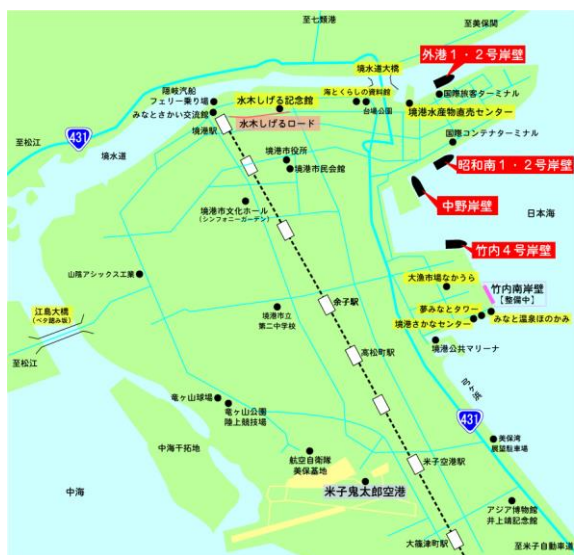 至七類港
至美保関
外港1・2号岸壁
境水道大橋
隠岐汽船
フェリー乗り場
海とくらしの資料館
国際旅客ターミナル
水木しげる記念館
みなとさかい交流館
台場公園
境港水産物直売センター
境港駅
水木しげるロード
至松江
431
国際コンテナターミナル
境水道
境港市役所
昭和南1・2号岸壁
境港市民会館
中野岸壁
境港市文化ホール
(シンフォニーガーデン)
日本海
竹内4号岸壁
山陰アシックス工業
大漁市場なかうら
竹内南岸壁
【整備中】
江島大橋
(ベタ踏み坂)
余子駅
夢みなとタワー
境港市立
第二中学校
みなと温泉ほのかみ
境港さかなセンター
高松町駅
境港公共マリーナ
至松江
弓ヶ浜
竜ヶ山球場
竜ヶ山公園
陸上競技場
431
中海干拓地
航空自衛隊
美保基地
美保湾
展望駐車場
米子空港駅
中海
米子鬼太郎空港
アジア博物館
井上靖記念館
大篠津町駅
至米子自動車道